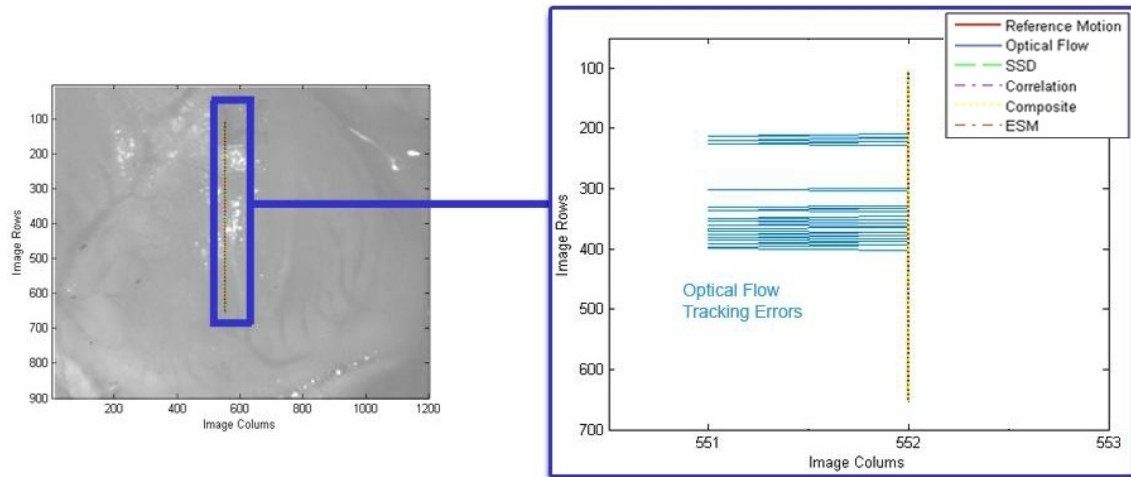 100
200
300
400
500
600
700
800
900
200
400
600
800
1000
1200
Image Rows
Image Colums
Reference Motion
Optical Flow
SSD
Correlation
Composite
ESM
100
200
300
400
500
600
700
Image Rows
Optical Flow
Tracking Errors
551
552
553
Image Colums